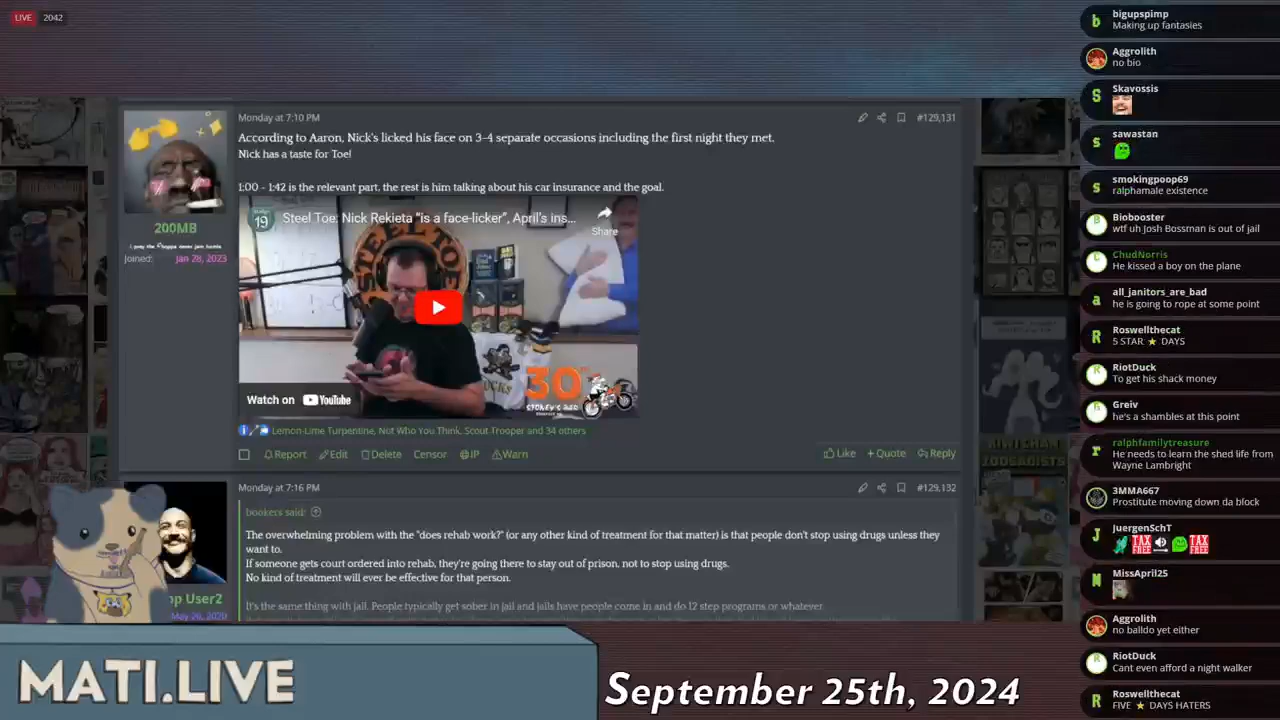 LIVE 2042
Monday at 7:10 PM
#129,131
According to Aaron, Nick's licked his face on 3-4 separate occasions including the first night they met.
Nick has a taste for Toe!
1:00 - 1:42 is the relevant part, the rest is him talking about his car insurance and the goal.
200MB
Joined: Jan 28, 2023
19
Steel Toe: Nick Rekieta "is a face-licker", April's ins...
Share
STEEL TOE
30
Watch on YouTube
Lemon-Lime Turpentine, Not Who You Think, Scout Trooper and 34 others
Report Edit Delete Censor IP Warn
Like + Quote Reply
Monday at 7:16 PM
#129,132
bookers said:
The overwhelming problem with the "does rehab work?" (or any other kind of treatment for that matter) is that people don't stop using drugs unless they
want to.
If someone gets court ordered into rehab, they're going there to stay out of prison, not to stop using drugs.
No kind of treatment will ever be effective for that person.
It's the same thing with jail. People typically get sober in jail and jails have people come in and do 12 step programs or whatever
User2
May 26, 2020
MATI.LIVE
September 25th, 2024
b
bigupspimp
Making up fantasies
Aggrolith
no bio
S
Skavossis
s
sawastan
s
smokingpoop69
ralphamale existence
B
Biobooster
wtf uh Josh Bossman is out of jail
C
ChudNorris
He kissed a boy on the plane
a
all_janitors_are_bad
he is going to rope at some point
R
Roswellthecat
5 STAR ★ DAYS
R
RiotDuck
To get his shack money
G
Greiv
he's a shambles at this point
r
ralphfamilytreasure
He needs to learn the shed life from
Wayne Lambright
3MMA667
Prostitute moving down da block
J
JuergenSchT
TAX FREE TAX FREE
N
MissApril25
Aggrolith
no balldo yet either
R
RiotDuck
Cant even afford a night walker
R
Roswellthecat
FIVE ★ DAYS HATERS